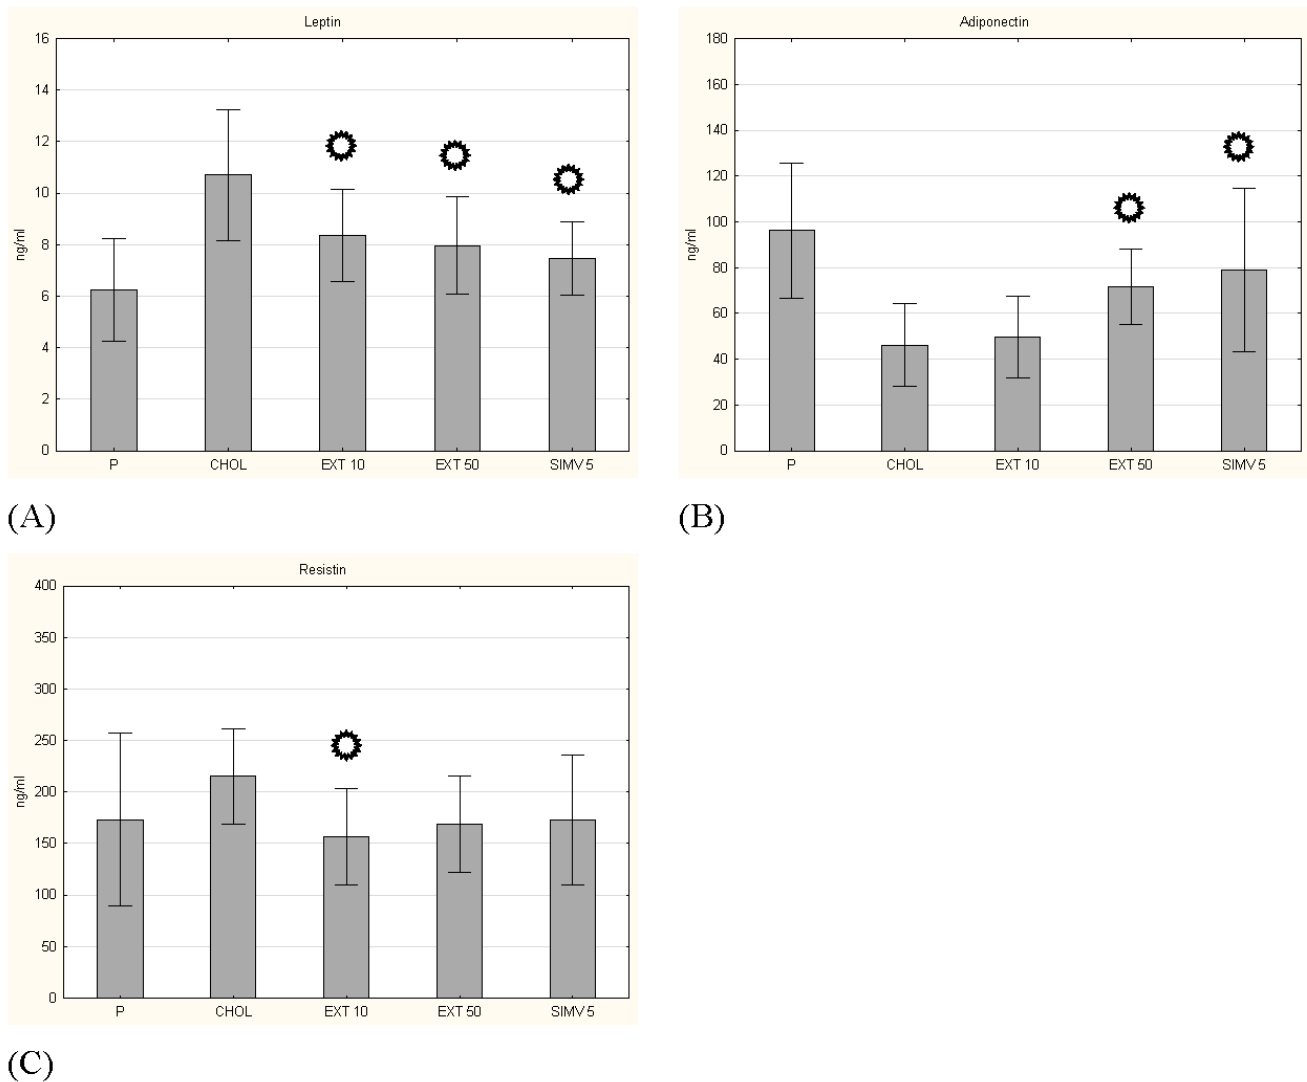 Leptin
16
14
12
10
8
6
4
2
0
ng/ml
P CHOL EXT 10 EXT 50 SIMV 5
(A)
Adiponectin
180
160
140
120
100
80
60
40
20
0
ng/ml
P CHOL EXT 10 EXT 50 SIMV 5
(B)
Resistin
400
350
300
250
200
150
100
50
0
ng/ml
P CHOL EXT 10 EXT 50 SIMV 5
(C)